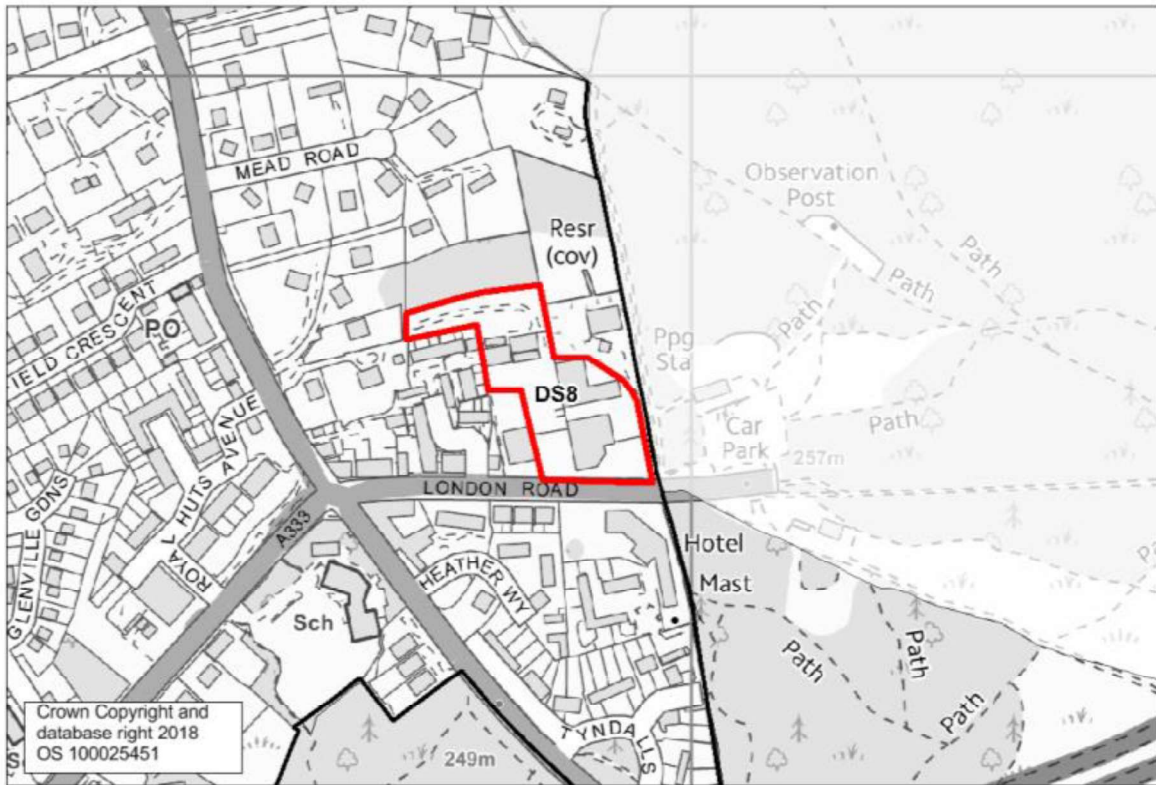 MEAD ROAD
Observation
Post
Resr
(cov)
Path
Path
Path
FIELD CRESCENT
PO
Ppg
Sta
DS8
Car
Park
Path
257m
ROYAL HUTS AVENUE
GLENVILLE GDNS
LONDON ROAD
A333
HEATHER WY
Hotel
Mast
Sch
Path
Path
Path
TYNDALLS
249m
Crown Copyright and
database right 2018
OS 100025451